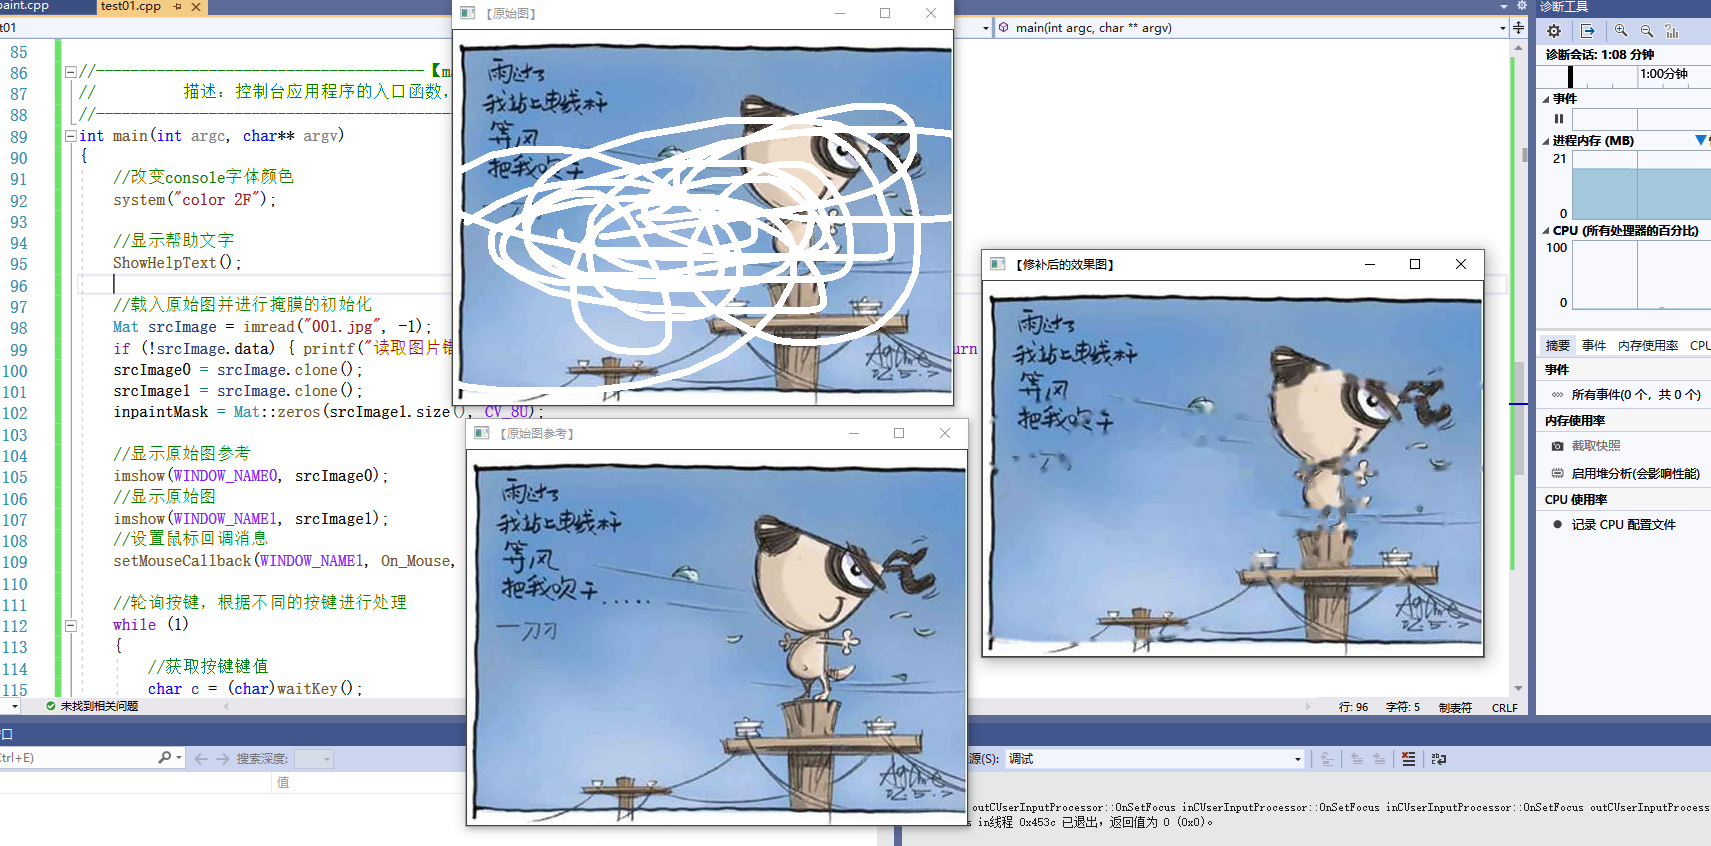 paint.cpp
test01.cpp
t01
main(int argc, char ** argv)
85
86 //--------------------------------------【m
87 // 描述：控制台应用程序的入口函数，
88 //-----------------------------------------
89 int main(int argc, char** argv)
90 {
91 //改变console字体颜色
92 system("color 2F");
93
94 //显示帮助文字
95 ShowHelpText();
96
97 //载入原始图并进行掩膜的初始化
98 Mat srcImage = imread("001.jpg", -1);
99 if (!srcImage.data) { printf("读取图片错 urn
100 srcImage0 = srcImage.clone();
101 srcImage1 = srcImage.clone();
102 inpaintMask = Mat::zeros(srcImage1.size(), CV_8U);
103
104 //显示原始图参考
105 imshow(WINDOW_NAME0, srcImage0);
106 //显示原始图
107 imshow(WINDOW_NAME1, srcImage1);
108 //设置鼠标回调消息
109 setMouseCallback(WINDOW_NAME1, On_Mouse,
110
111 //轮询按键，根据不同的按键进行处理
112 while (1)
113 {
114 //获取按键键值
115 char c = (char)waitKey();
未找到相关问题
行: 96 字符: 5 制表符 CRLF
【原始图】
雨过了
我站上电线杆
等风
把我吹干
【原始图参考】
雨过了
我站上电线杆
等风
把我吹干.....
一刀刃
【修补后的效果图】
雨过了
我站上电线杆
等风
把我吹干
诊断工具
诊断会话: 1:08 分钟
1:00分钟
事件
进程内存 (MB)
21
0
CPU (所有处理器的百分比)
100
0
摘要 事件 内存使用率 CPU
事件
所有事件(0 个，共 0 个)
内存使用率
截取快照
启用堆分析(会影响性能)
CPU 使用率
记录 CPU 配置文件
口
Ctrl+E)
搜索深度:
值
源(S): 调试
outCUserInputProcessor::OnSetFocus inCUserInputProcessor::OnSetFocus inCUserInputProcessor::OnSetFocus outCUserInputProcess
s in线程 0x453c 已退出，返回值为 0 (0x0)。